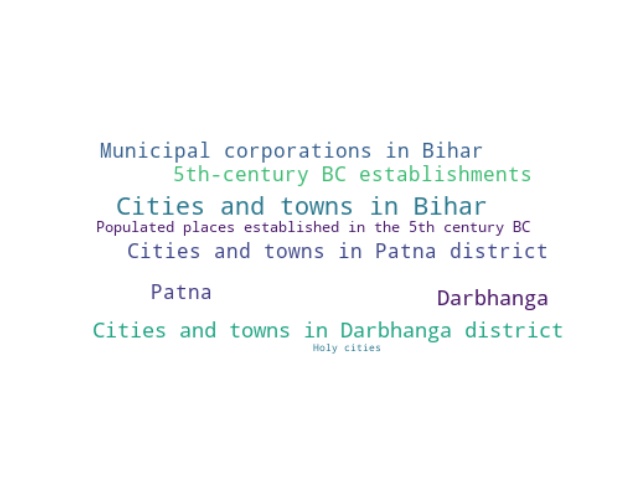 Municipal corporations in Bihar
5th-century BC establishments
Cities and towns in Bihar
Populated places established in the 5th century BC
Cities and towns in Patna district
Patna
Darbhanga
Cities and towns in Darbhanga district
Holy cities